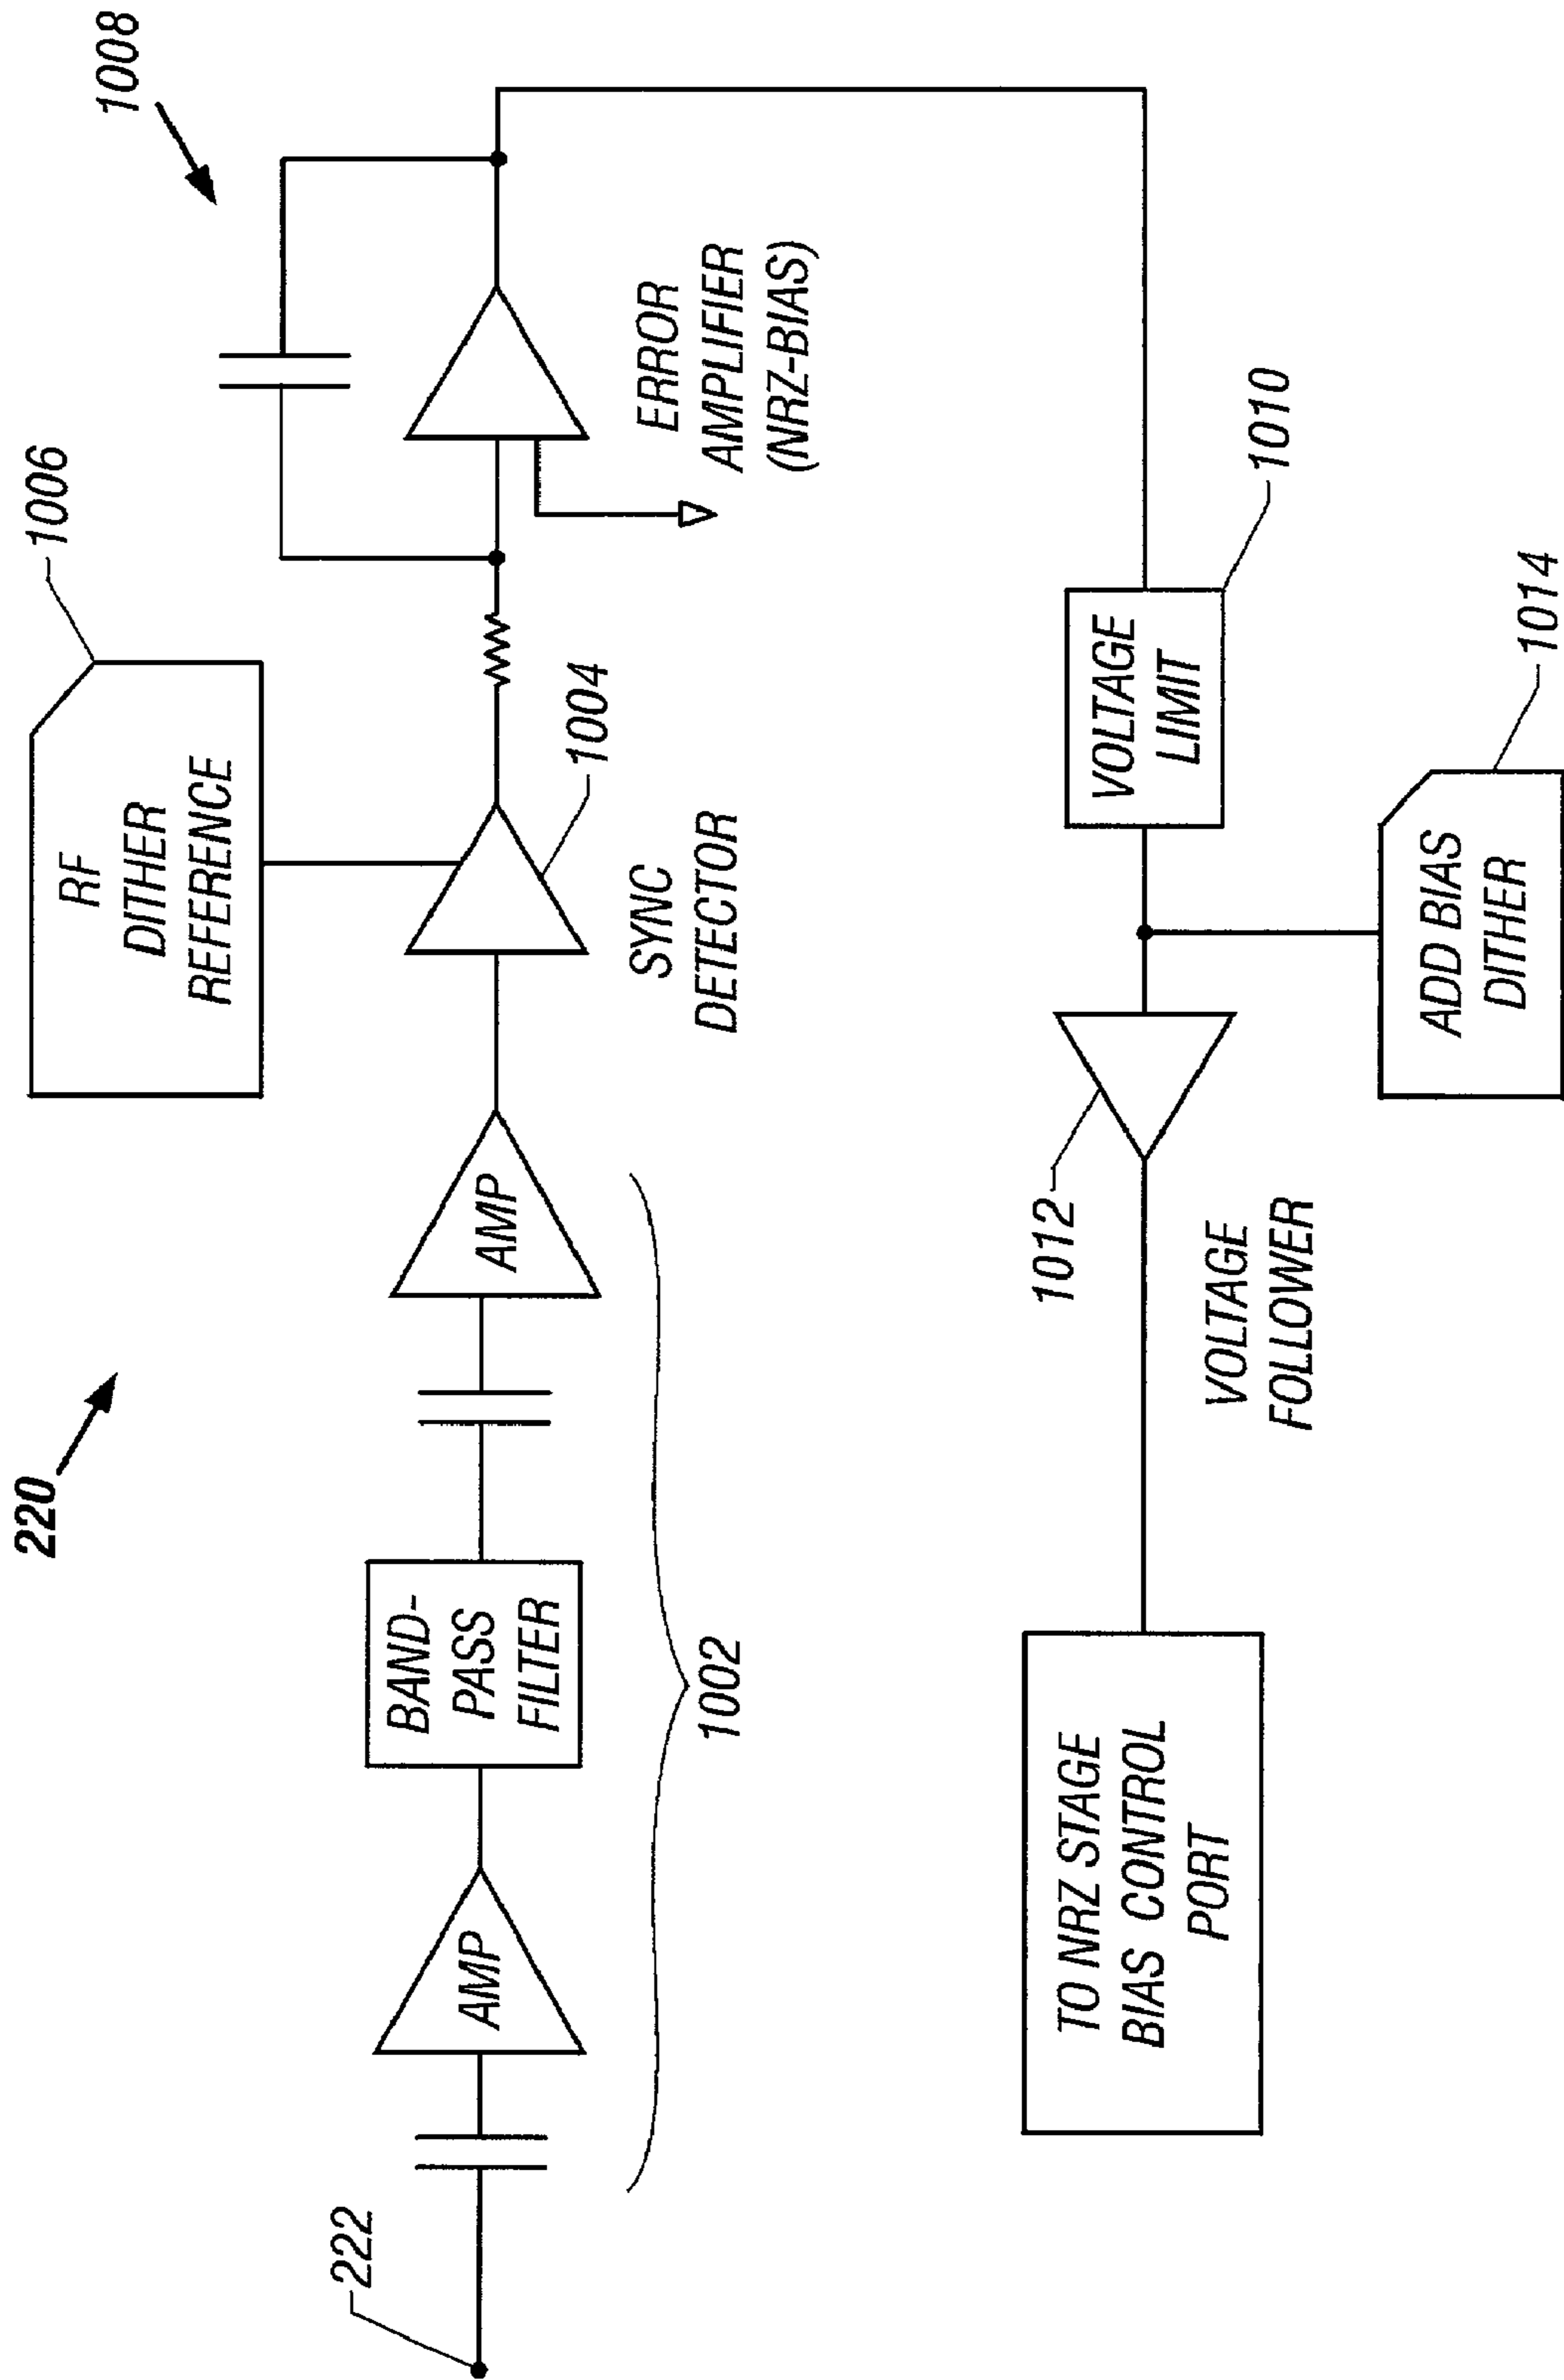 220
1008
1006
RF
DITHER
REFERENCE
222
AMP
BAND-
PASS
FILTER
AMP
1002
1004
SYNC
DETECTOR
ERROR
AMPLIFIER
(NRZ-BIAS)
TO NRZ STAGE
BIAS CONTROL
PORT
1012
VOLTAGE
FOLLOWER
VOLTAGE
LIMIT
1010
ADD BIAS
DITHER
1014